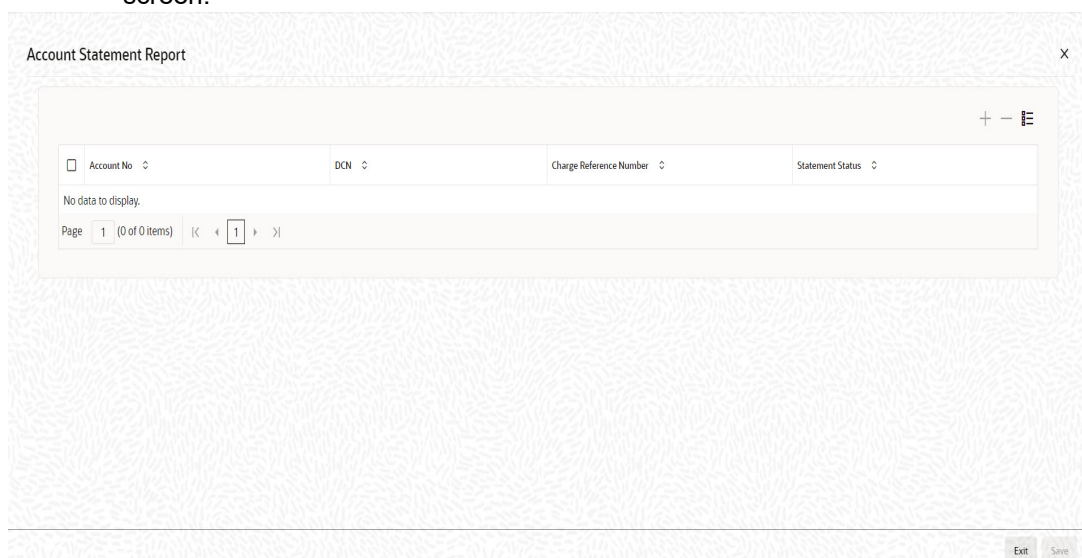 screen.
Account Statement Report X
+ −
Account No DCN Charge Reference Number Statement Status
No data to display.
Page 1 (0 of 0 items) 1
Exit Save